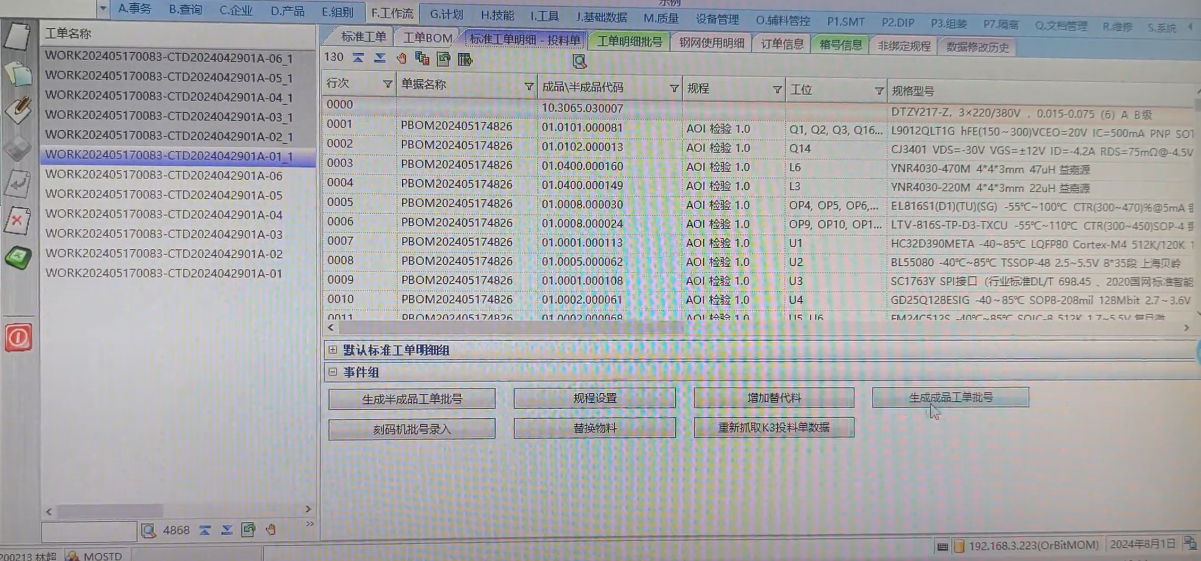 示例
A.事务 B.查询 C.企业 D.产品 E.组别 F.工作流 G.计划 H.技能 I.工具 J.基础数据 M.质量 设备管理 O.辅料管控 P1.SMT P2.DIP P3.组装 Q.文档管理 R.维修 S.系统
工单名称
标准工单 工单BOM 标准工单明细 - 投料单 工单明细批号 钢网使用明细 订单信息 箱号信息 非绑定规程 数据修改历史
130
行次 单据名称 成品\半成品代码 规程 工位 规格型号
WORK202405170083-CTD2024042901A-06_1
WORK202405170083-CTD2024042901A-05_1
WORK202405170083-CTD2024042901A-04_1
WORK202405170083-CTD2024042901A-03_1
WORK202405170083-CTD2024042901A-02_1
WORK202405170083-CTD2024042901A-01_1
WORK202405170083-CTD2024042901A-06
WORK202405170083-CTD2024042901A-05
WORK202405170083-CTD2024042901A-04
WORK202405170083-CTD2024042901A-03
WORK202405170083-CTD2024042901A-02
WORK202405170083-CTD2024042901A-01
0000 10.3065.030007 DTZY217-Z, 3×220/380V , 0.015-0.075 (6) A B级
0001 PBOM202405174826 01.0101.000081 AOI 检验 1.0 Q1, Q2, Q3, Q16... L9012QLT1G hFE(150~300)VCEO=20V IC=500mA PNP SOT
0002 PBOM202405174826 01.0102.000013 AOI 检验 1.0 Q14 CJ3401 VDS=-30V VGS=±12V ID=-4.2A RDS=75mΩ@-4.5V
0003 PBOM202405174826 01.0400.000160 AOI 检验 1.0 L6 YNR4030-470M 4*4*3mm 47uH 益嘉源
0004 PBOM202405174826 01.0400.000149 AOI 检验 1.0 L3 YNR4030-220M 4*4*3mm 22uH 益嘉源
0005 PBOM202405174826 01.0008.000030 AOI 检验 1.0 OP4, OP5, OP6,... EL816S1(D1)(TU)(SG) -55℃~100℃ CTR(300~470)%@5mA
0006 PBOM202405174826 01.0008.000024 AOI 检验 1.0 OP9, OP10, OP1... LTV-816S-TP-D3-TXCU -55℃~110℃ CTR(300~450)SOP-4
0007 PBOM202405174826 01.0001.000113 AOI 检验 1.0 U1 HC32D390META -40~85℃ LQFP80 Cortex-M4 512K/120K
0008 PBOM202405174826 01.0005.000062 AOI 检验 1.0 U2 BL55080 -40℃~85℃ TSSOP-48 2.5~5.5V 8*35段 上海贝岭
0009 PBOM202405174826 01.0001.000108 AOI 检验 1.0 U3 SC1763Y SPI接口 (行业标准DL/T 698.45 , 2020国网标准智能
0010 PBOM202405174826 01.0002.000061 AOI 检验 1.0 U4 GD25Q128ESIG -40~85℃ SOP8-208mil 128Mbit 2.7~3.6V
0011 PBOM202405174826 01.0002.000068 AOI 检验 1.0 U5, U6
默认标准工单明细组
事件组
生成半成品工单批号 规程设置 增加替代料 生成成品工单批号
刻码机批号录入 替换物料 重新抓取K3投料单数据
4868
MOSTD
192.168.3.223(OrBitMOM) 2024年8月1日